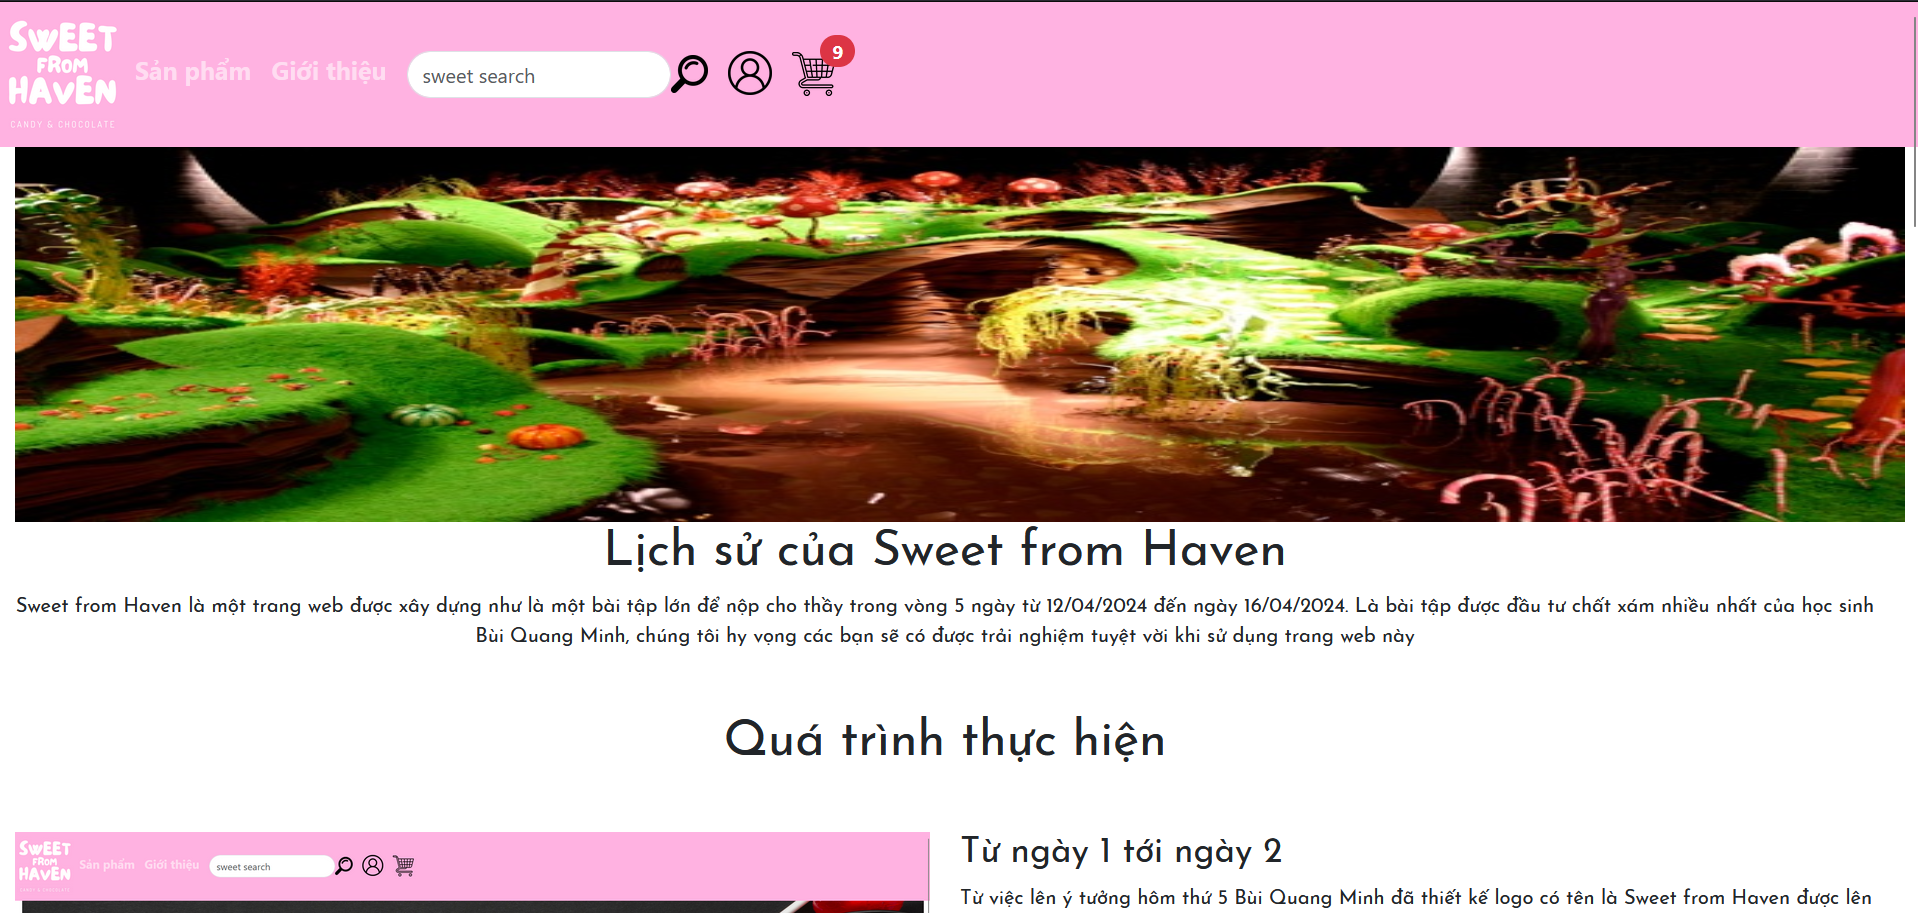 SWEET
FROM
HAVEN
CANDY & CHOCOLATE
Sản phẩm
Giới thiệu
sweet search
9
Lịch sử của Sweet from Haven
Sweet from Haven là một trang web được xây dựng như là một bài tập lớn để nộp cho thầy trong vòng 5 ngày từ 12/04/2024 đến ngày 16/04/2024. Là bài tập được đầu tư chất xám nhiều nhất của học sinh
Bùi Quang Minh, chúng tôi hy vọng các bạn sẽ có được trải nghiệm tuyệt vời khi sử dụng trang web này
Quá trình thực hiện
SWEET
FROM
HAVEN
CANDY & CHOCOLATE
Sản phẩm
Giới thiệu
sweet search
Từ ngày 1 tới ngày 2
Từ việc lên ý tưởng hôm thứ 5 Bùi Quang Minh đã thiết kế logo có tên là Sweet from Haven được lên